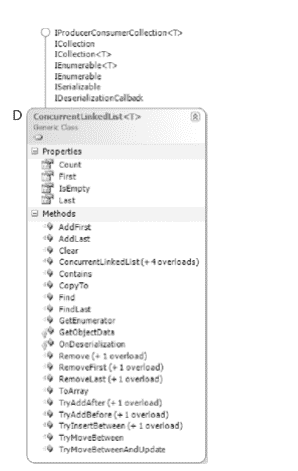 IProducerConsumerCollection<T>
ICollection
ICollection<T>
IEnumerable<T>
IEnumerable
ISerializable
IDeserializationCallback
D
ConcurrentLinkedList<T>
Generic Class
Properties
Count
First
IsEmpty
Last
Methods
AddFirst
AddLast
Clear
ConcurrentLinkedList (+ 4 overloads)
Contains
CopyTo
Find
FindLast
GetEnumerator
GetObjectData
OnDeserialization
Remove (+ 1 overload)
RemoveFirst (+ 1 overload)
RemoveLast (+ 1 overload)
ToArray
TryAddAfter (+ 1 overload)
TryAddBefore (+ 1 overload)
TryInsertBetween (+ 1 overload)
TryMoveBetween
TryMoveBetweenAndUpdate